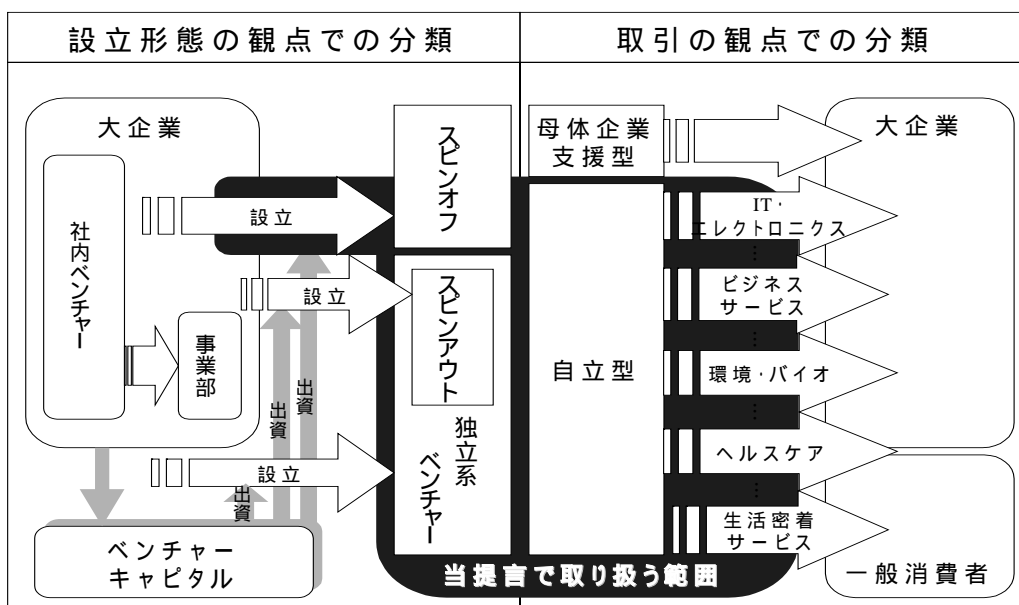 設立形態の観点での分類
取引の観点での分類
大企業
社内ベンチャー
事業部
設立
設立
設立
出資
出資
出資
ベンチャー
キャピタル
スピンオフ
スピンアウト
独立系
ベンチャー
母体企業
支援型
自立型
IT・
エレクトロニクス
…
ビジネス
サービス
…
環境・バイオ
…
ヘルスケア
…
生活密着
サービス
大企業
一般消費者
当提言で取り扱う範囲